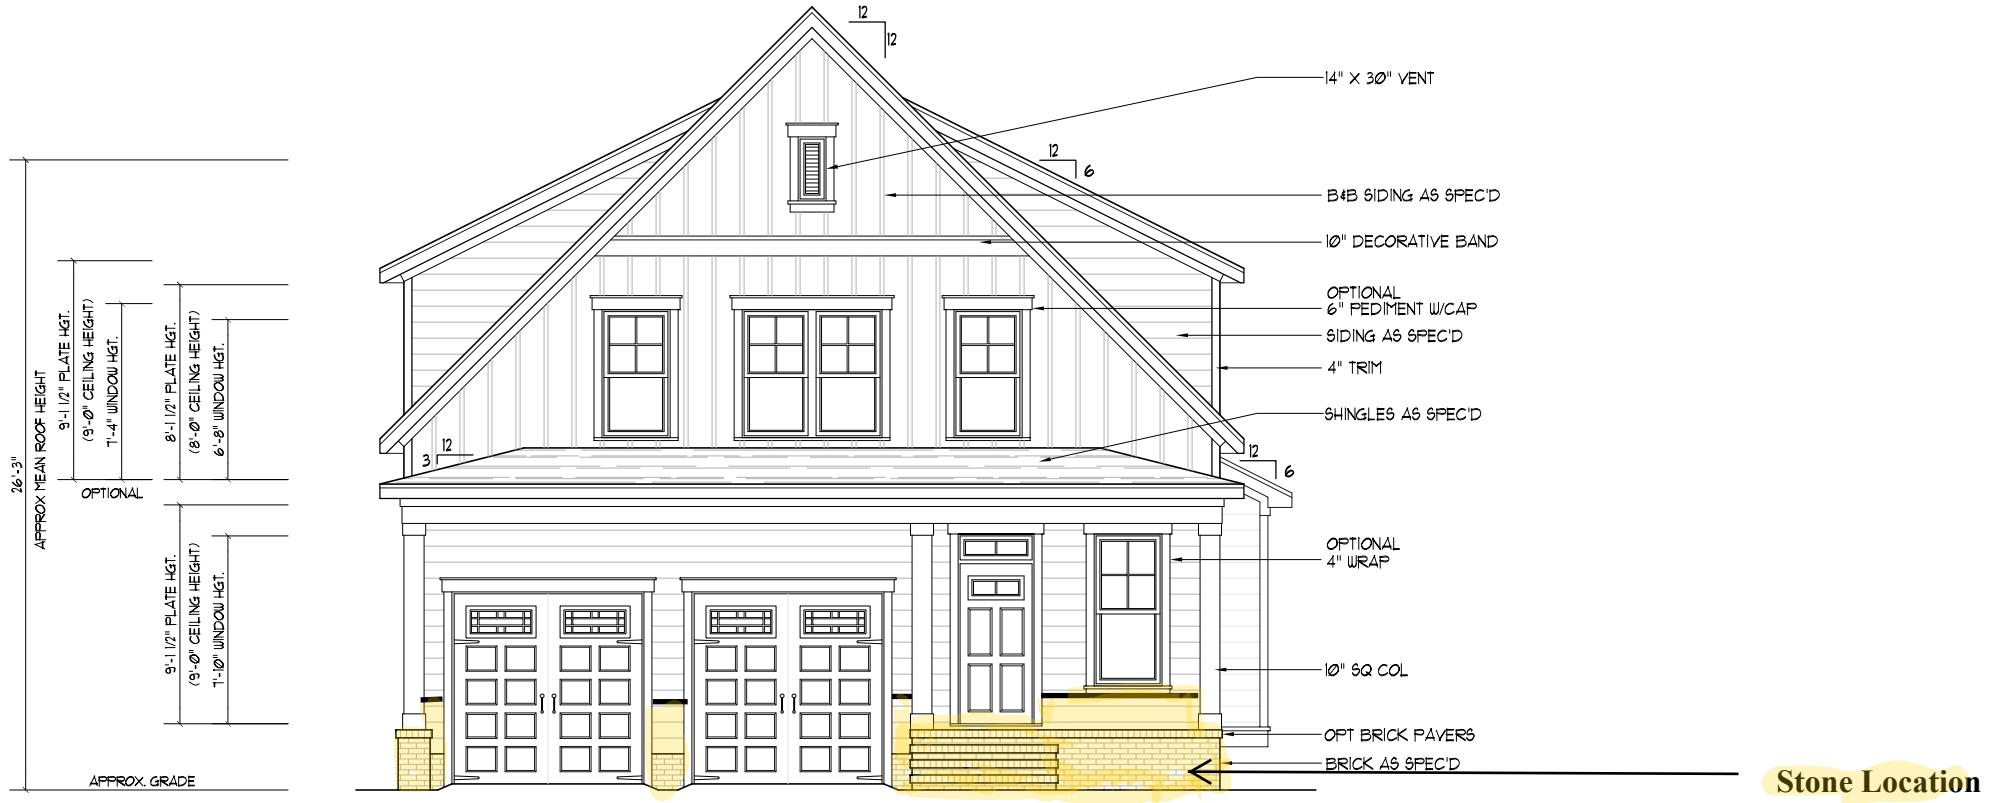 12
12
14" X 30" VENT
12
6
B&B SIDING AS SPEC'D
10" DECORATIVE BAND
OPTIONAL
6" PEDIMENT W/CAP
SIDING AS SPEC'D
4" TRIM
SHINGLES AS SPEC'D
12
3
12
6
26'-3"
APPROX MEAN ROOF HEIGHT
9'-1 1/2" PLATE HGT.
(9'-0" CEILING HEIGHT)
7'-4" WINDOW HGT.
8'-1 1/2" PLATE HGT.
(8'-0" CEILING HEIGHT)
6'-8" WINDOW HGT.
OPTIONAL
9'-1 1/2" PLATE HGT.
(9'-0" CEILING HEIGHT)
7'-10" WINDOW HGT.
OPTIONAL
4" WRAP
10" SQ COL
OPT BRICK PAVERS
BRICK AS SPEC'D
APPROX. GRADE
Stone Location